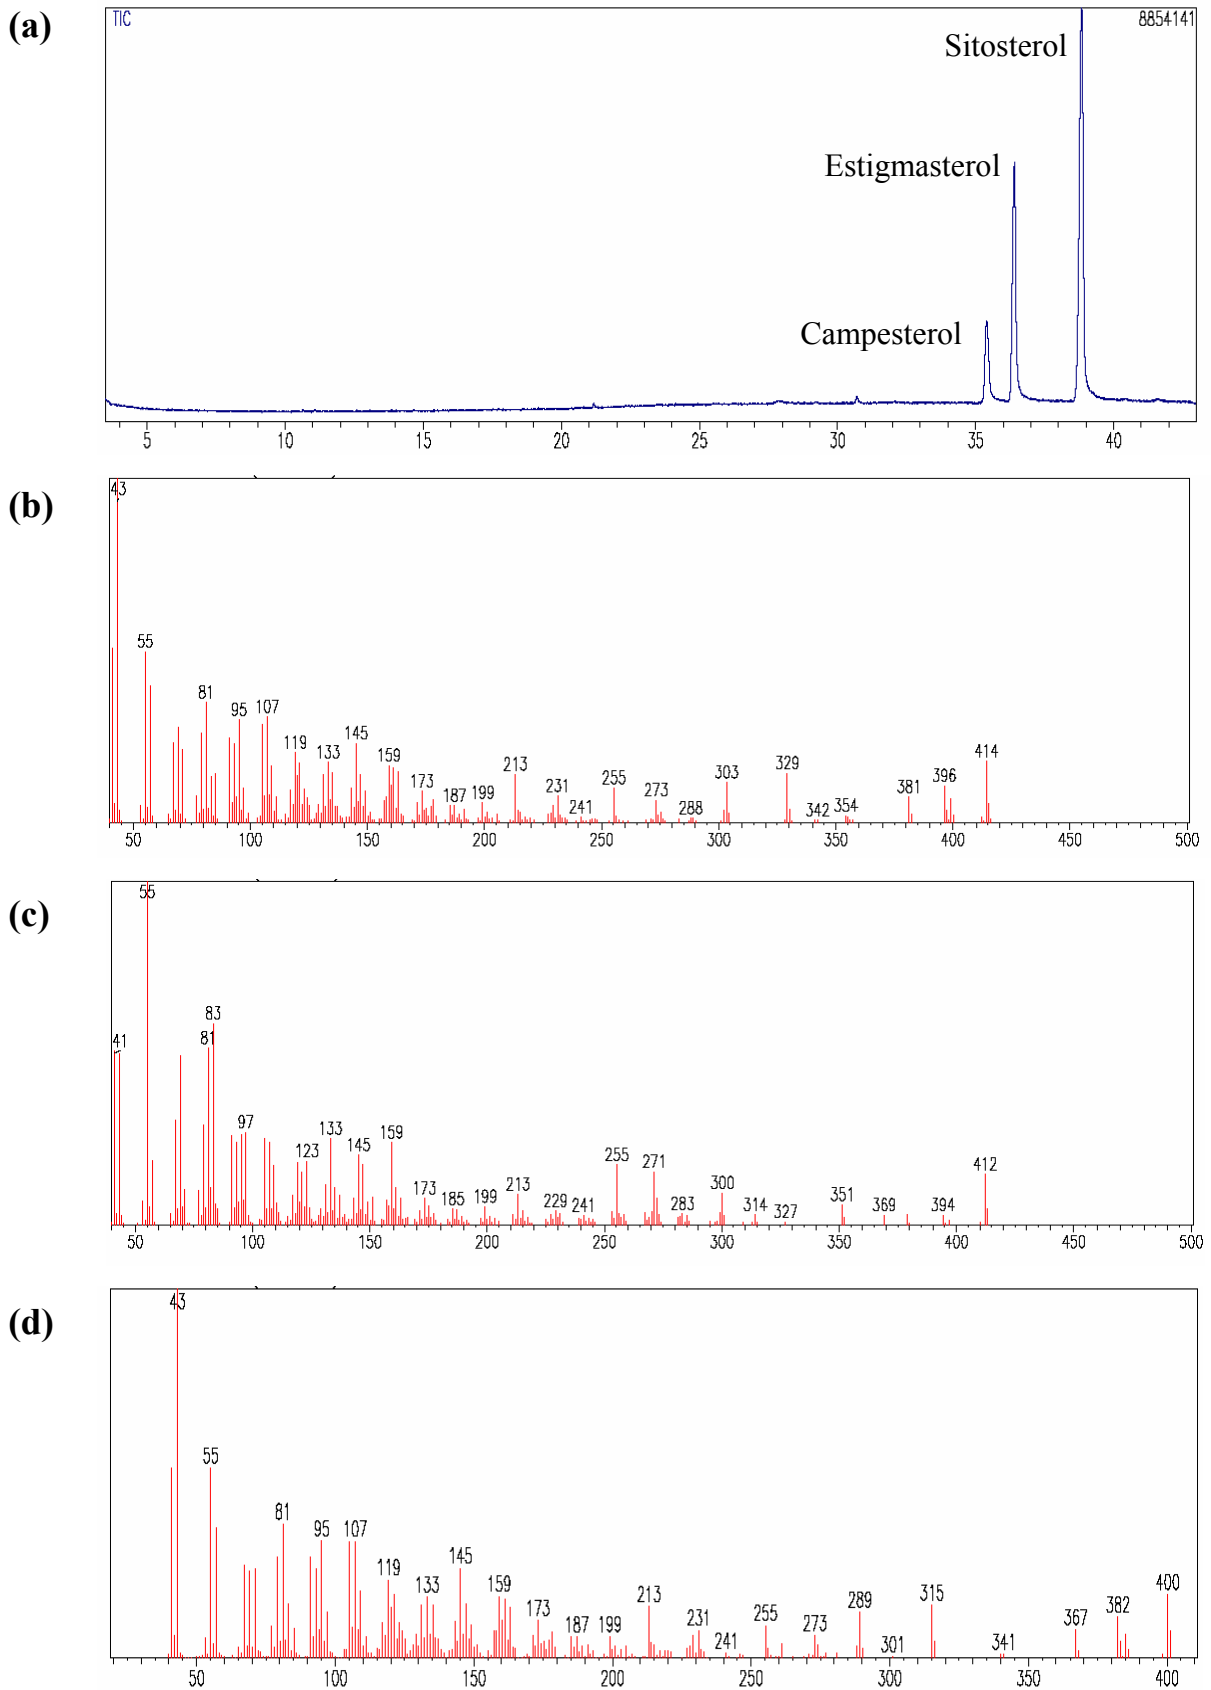 (a)
TIC
8854141
Sitosterol
Estigmasterol
Campesterol
5 10 15 20 25 30 35 40
(b)
43
55
81 95 107 119 133 145 159 173 187 199 213 231 241 255 273 288 303 329 342 354 381 396 414
50 100 150 200 250 300 350 400 450 500
(c)
55
41 81 83 97 123 133 145 159 173 185 199 213 229 241 255 271 283 300 314 327 351 369 394 412
50 100 150 200 250 300 350 400 450 500
(d)
43
55
81 95 107 119 133 145 159 173 187 199 213 231 241 255 273 289 301 315 341 367 382 400
50 100 150 200 250 300 350 400